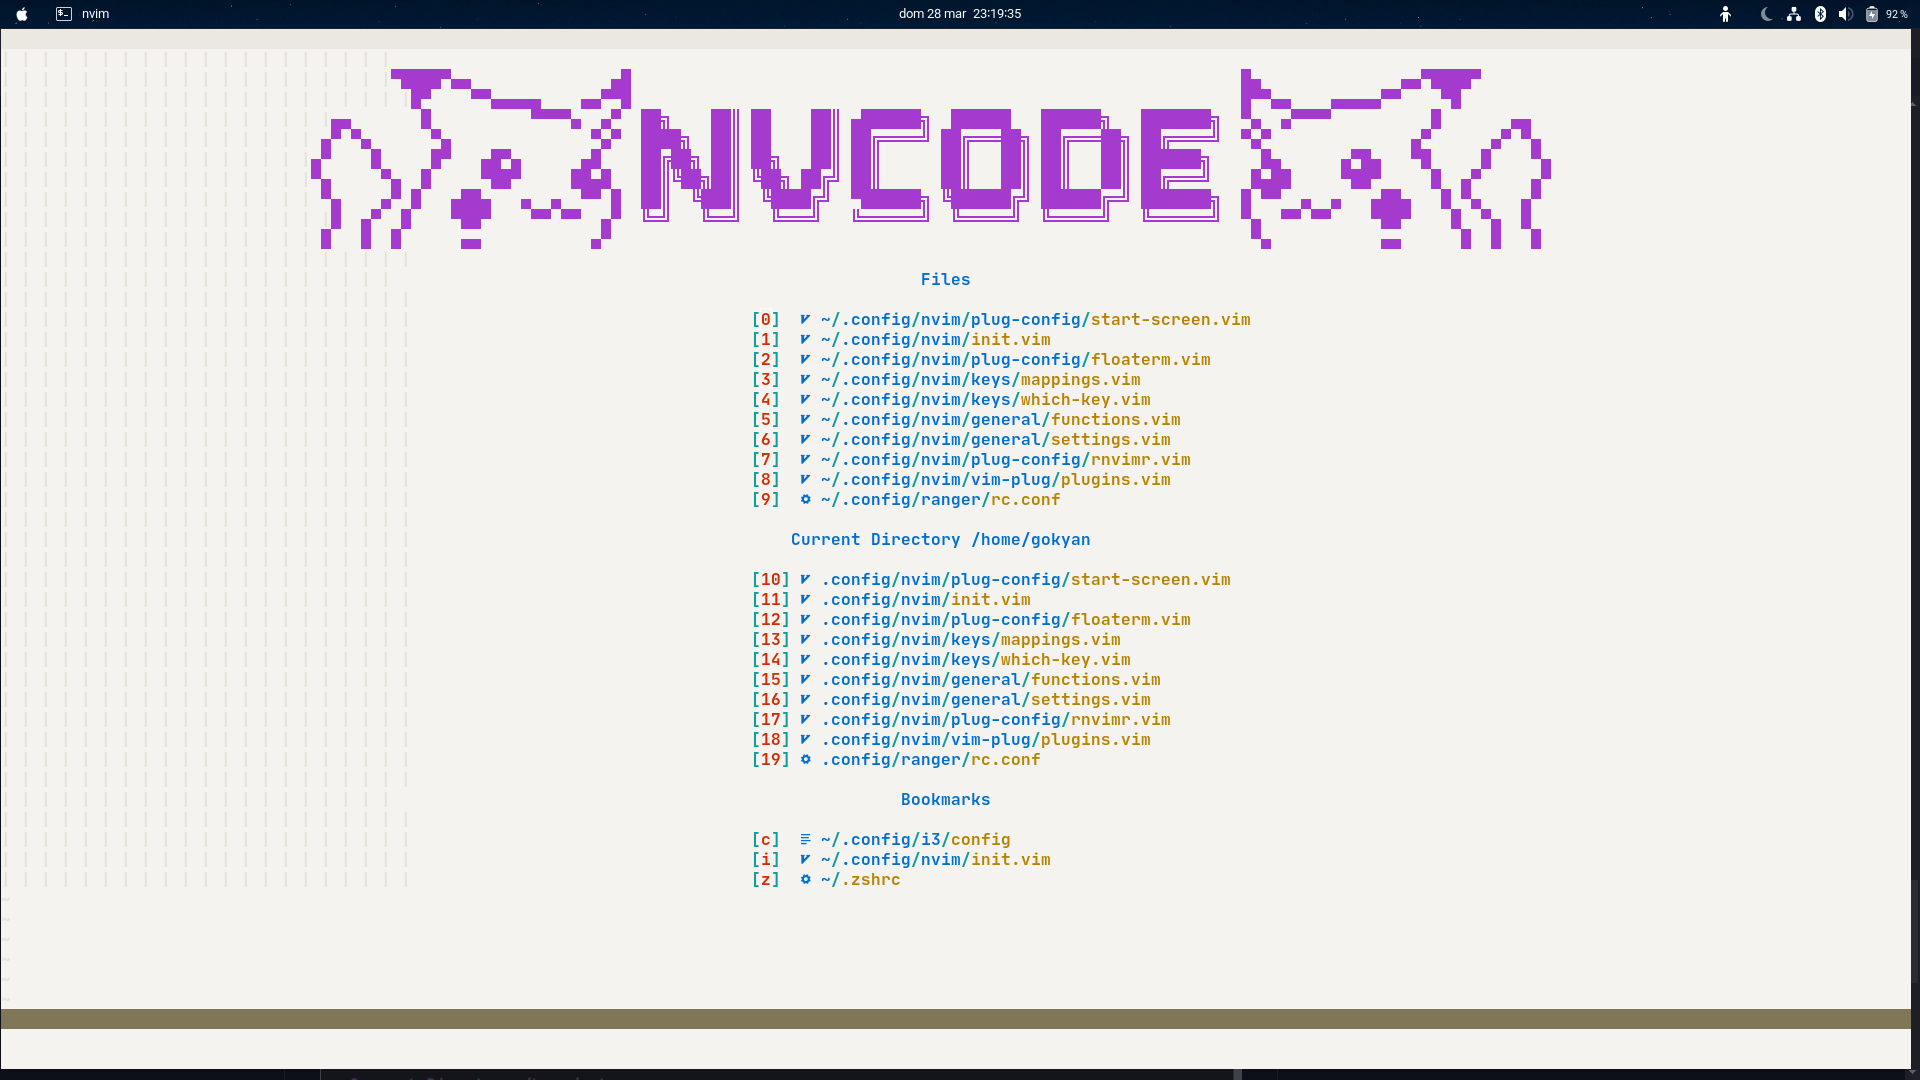 nvim
dom 28 mar 23:19:35
92 %
NVCODE
Files
[0] ~/.config/nvim/plug-config/start-screen.vim
[1] ~/.config/nvim/init.vim
[2] ~/.config/nvim/plug-config/floaterm.vim
[3] ~/.config/nvim/keys/mappings.vim
[4] ~/.config/nvim/keys/which-key.vim
[5] ~/.config/nvim/general/functions.vim
[6] ~/.config/nvim/general/settings.vim
[7] ~/.config/nvim/plug-config/rnvimr.vim
[8] ~/.config/nvim/vim-plug/plugins.vim
[9] ~/.config/ranger/rc.conf
Current Directory /home/gokyan
[10] .config/nvim/plug-config/start-screen.vim
[11] .config/nvim/init.vim
[12] .config/nvim/plug-config/floaterm.vim
[13] .config/nvim/keys/mappings.vim
[14] .config/nvim/keys/which-key.vim
[15] .config/nvim/general/functions.vim
[16] .config/nvim/general/settings.vim
[17] .config/nvim/plug-config/rnvimr.vim
[18] .config/nvim/vim-plug/plugins.vim
[19] .config/ranger/rc.conf
Bookmarks
[c] ~/.config/i3/config
[i] ~/.config/nvim/init.vim
[z] ~/.zshrc
~
~
~
~
~
~